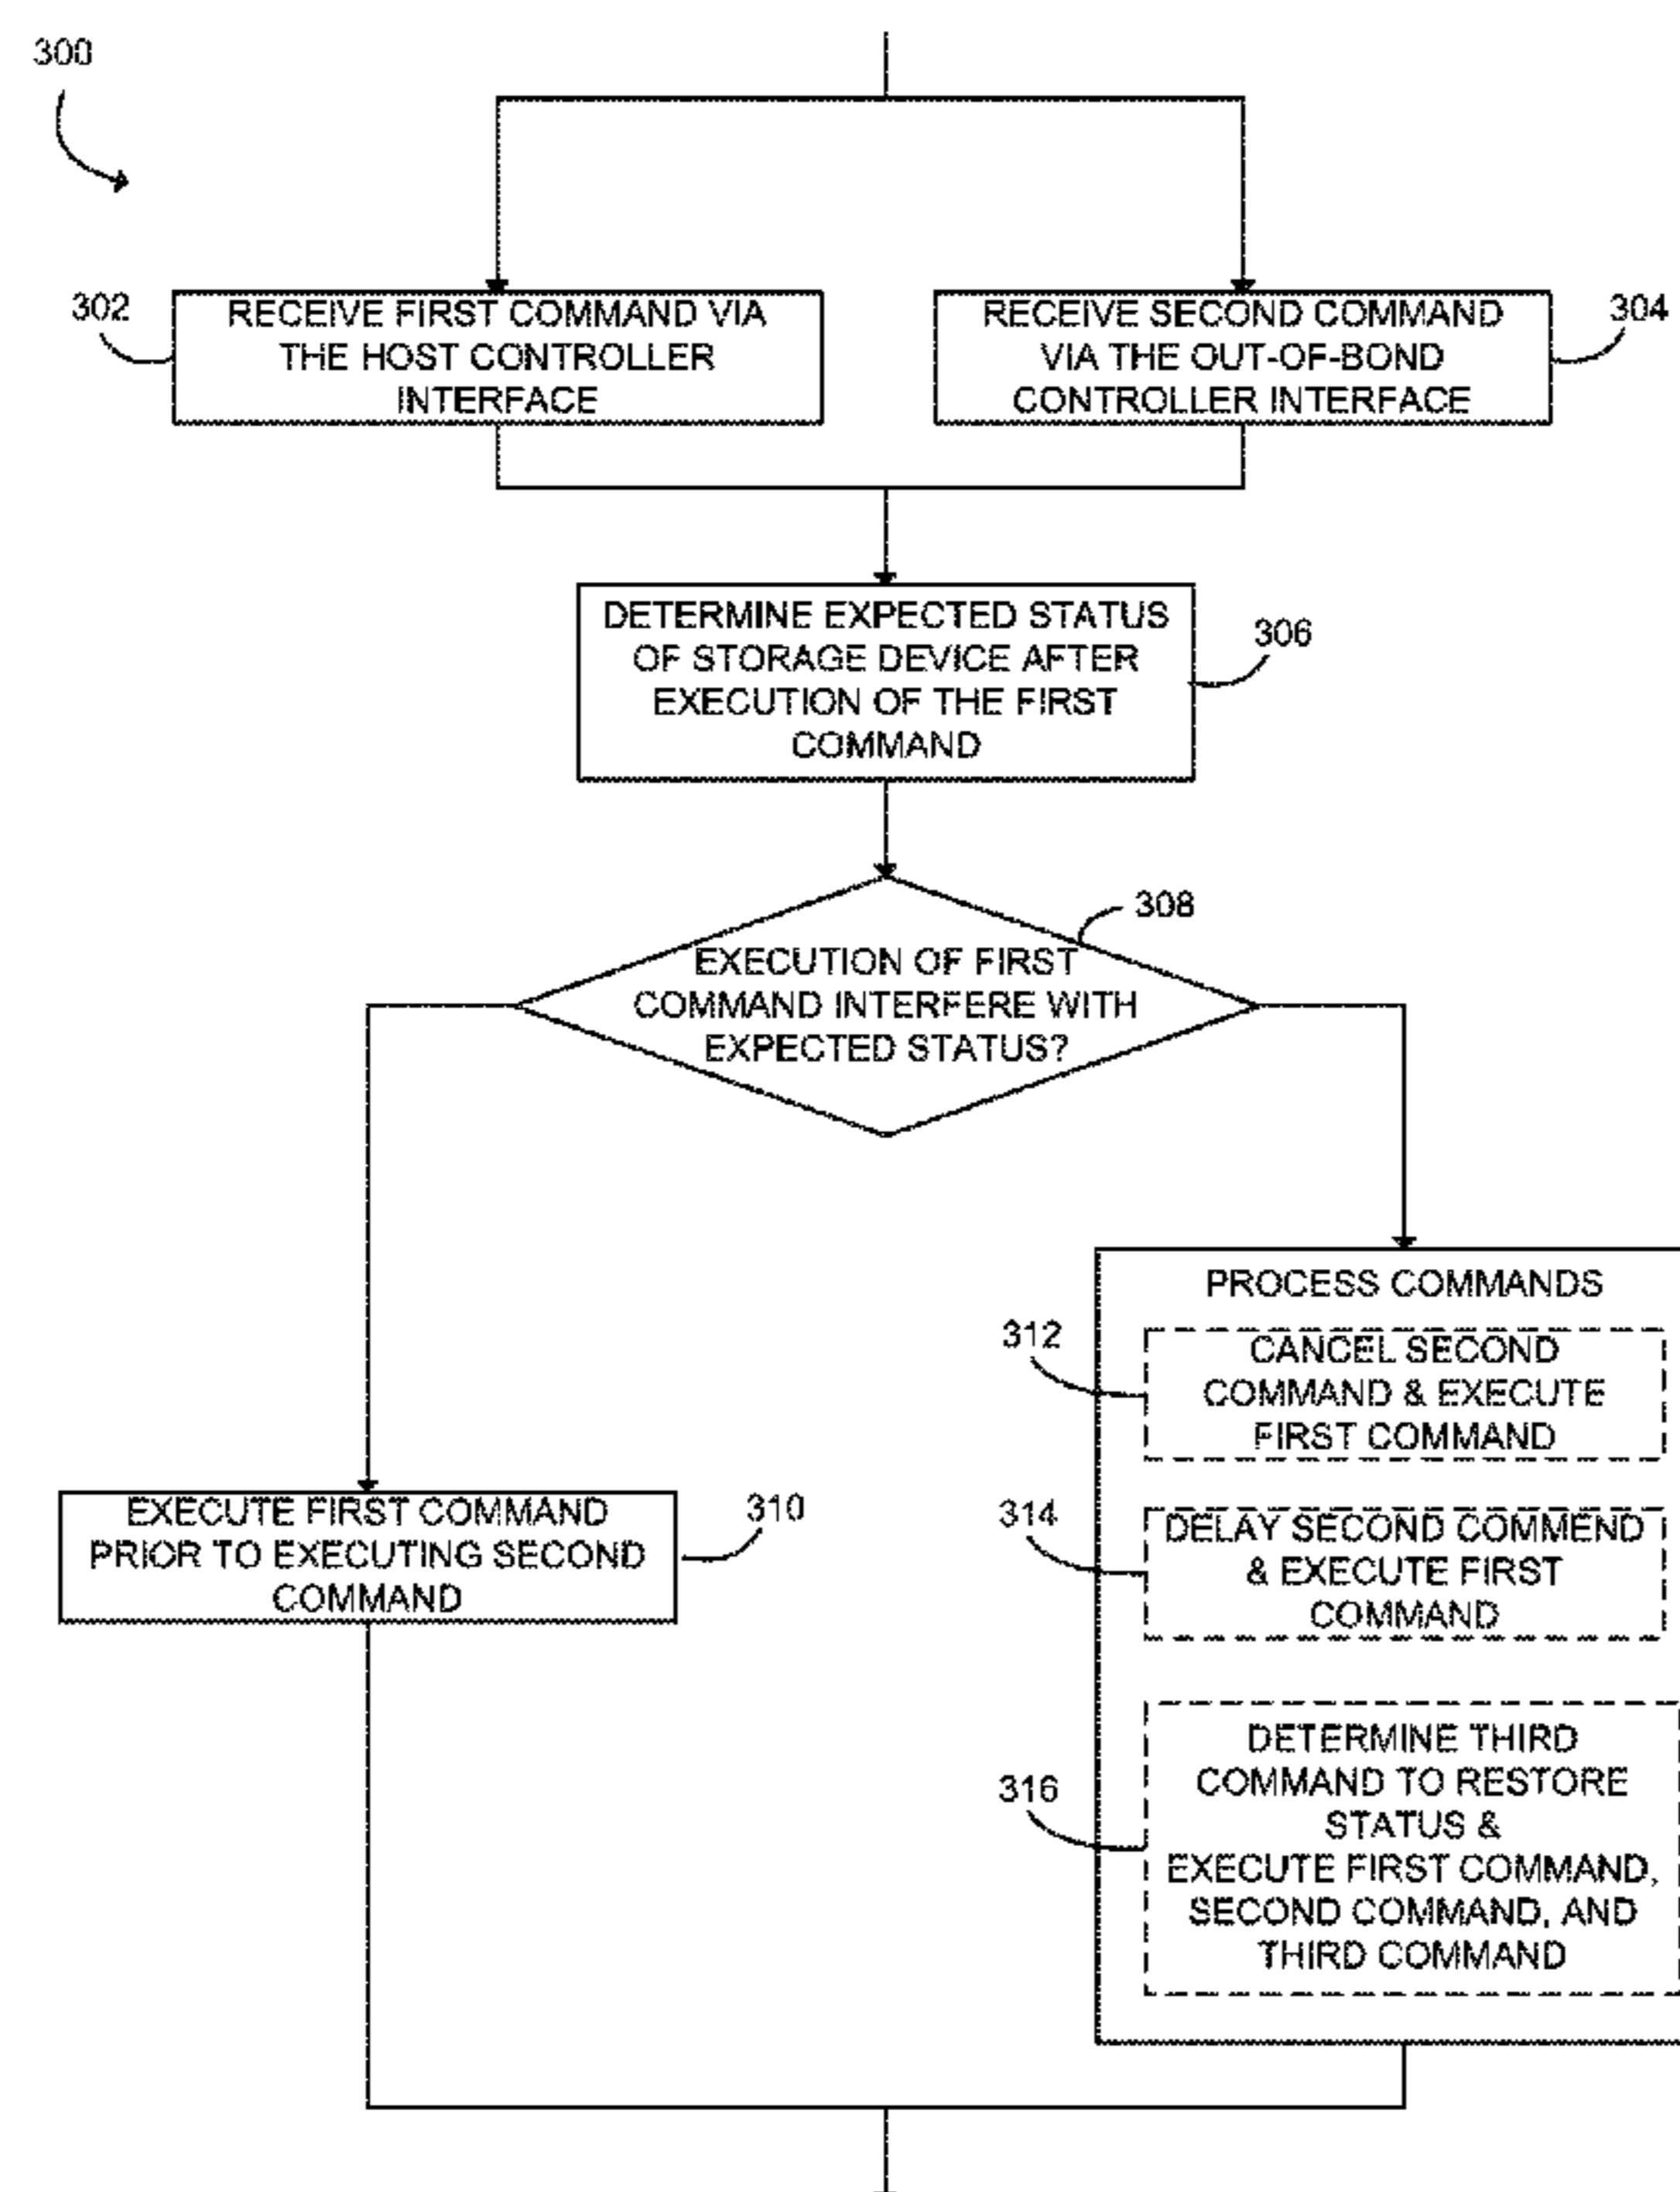 300
302
RECEIVE FIRST COMMAND VIA
THE HOST CONTROLLER
INTERFACE
RECEIVE SECOND COMMAND
VIA THE OUT-OF-BOND
CONTROLLER INTERFACE
304
DETERMINE EXPECTED STATUS
OF STORAGE DEVICE AFTER
EXECUTION OF THE FIRST
COMMAND
306
308
EXECUTION OF FIRST
COMMAND INTERFERE WITH
EXPECTED STATUS?
PROCESS COMMANDS
312
CANCEL SECOND
COMMAND & EXECUTE
FIRST COMMAND
EXECUTE FIRST COMMAND
PRIOR TO EXECUTING SECOND
COMMAND
310
314
DELAY SECOND COMMEND
& EXECUTE FIRST
COMMAND
316
DETERMINE THIRD
COMMAND TO RESTORE
STATUS &
EXECUTE FIRST COMMAND,
SECOND COMMAND, AND
THIRD COMMAND